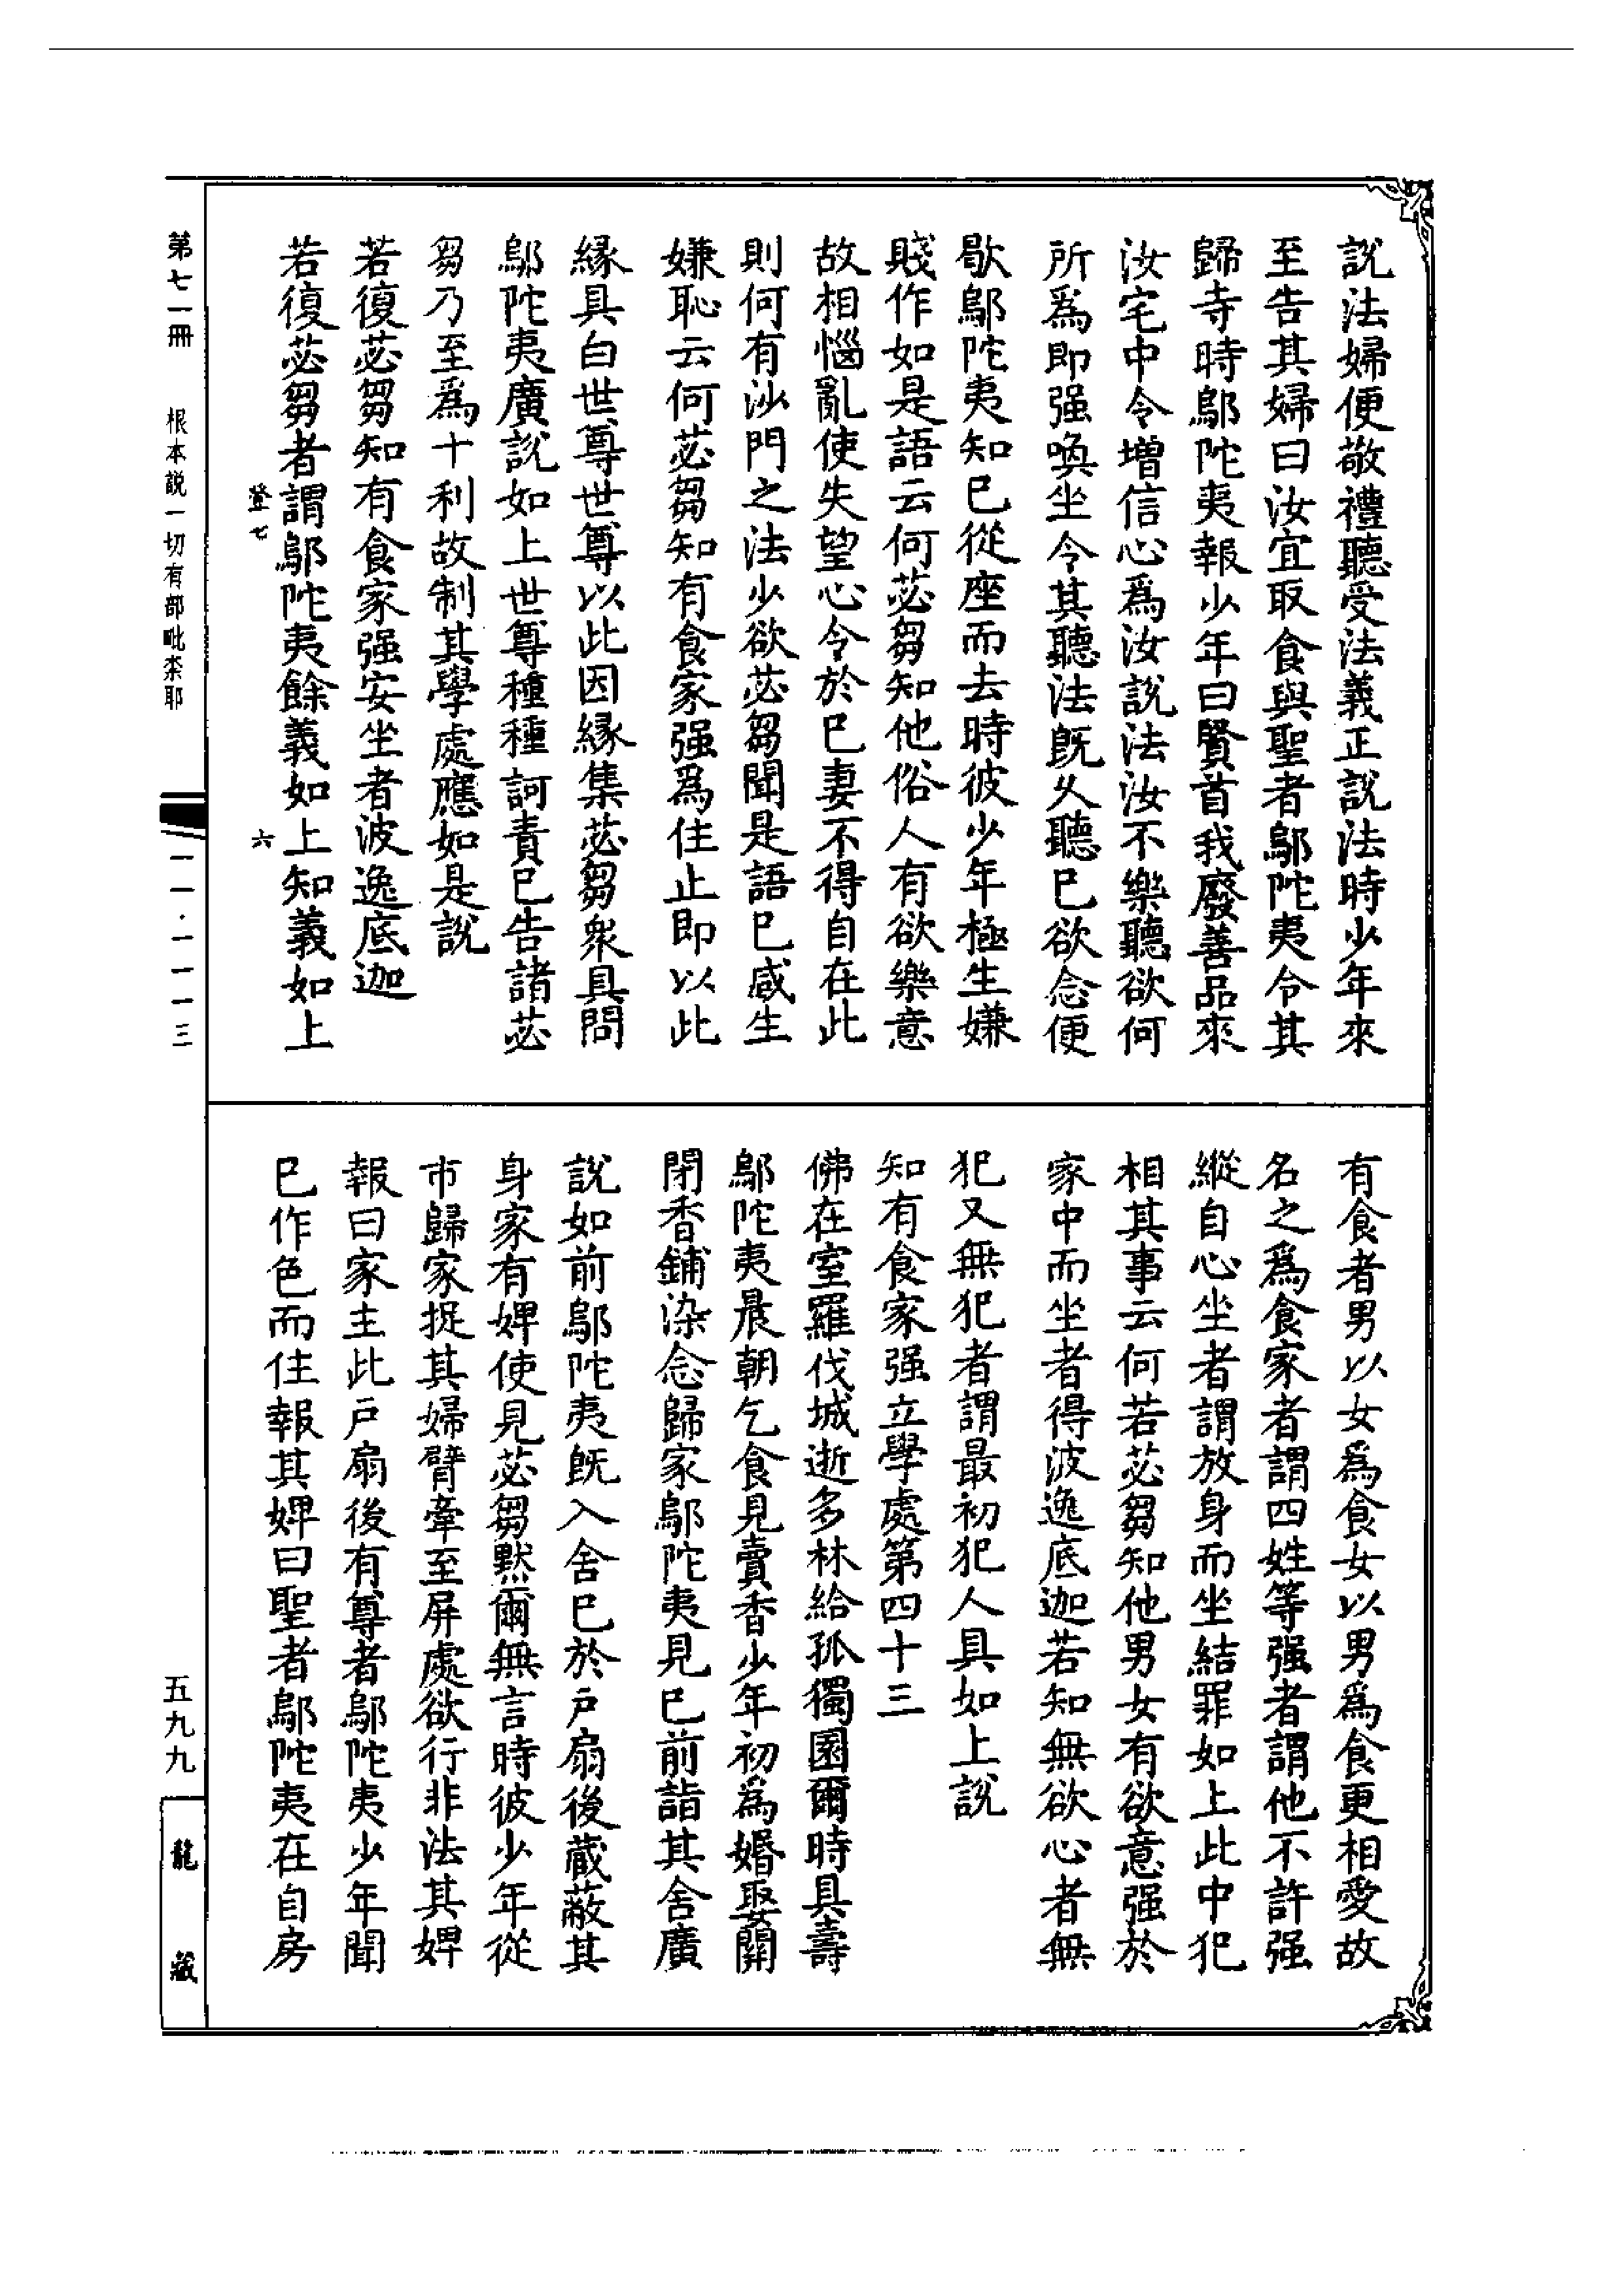 說法婦便敬禮聽受法義正說法時少年來
至告其婦曰汝宜取食與聖者鄔陀夷令其
歸寺時鄔陀夷報少年曰賢首我廢善品來
汝宅中令增信心爲汝說法汝不樂聽欲何
所爲即强喚坐令其聽法既久聽已欲念便
歇鄔陀夷知已從座而去時彼少年極生嫌
賤作如是語云何苾芻知他俗人有欲樂意
故相惱亂使失望心令於已妻不得自在此
則何有沙門之法少欲苾芻聞是語已咸生
嫌恥云何苾芻知有食家强爲住止即以此
緣具白世尊世尊以此因緣集苾芻衆具問
鄔陀夷廣說如上世尊種種訶責已告諸苾
芻乃至爲十利故制其學處應如是說
若復苾芻知有食家强安坐者波逸底迦
若復苾芻者謂鄔陀夷餘義如上知義如上
登七 六
有食者男以女爲食女以男爲食更相愛故
名之爲食家者謂四姓等强者謂他不許强
縱自心坐者謂放身而坐結罪如上此中犯
相其事云何若苾芻知他男女有欲意强於
家中而坐者得波逸底迦若知無欲心者無
犯又無犯者謂最初犯人具如上說
知有食家强立學處第四十三
佛在室羅伐城逝多林給孤獨園爾時具壽
鄔陀夷晨朝乞食見賣香少年初爲婚娶關
閉香鋪染念歸家鄔陀夷見已前詣其舍廣
說如前鄔陀夷既入舍已於戶扇後蔵蔽其
身家有婢使見苾芻默爾無言時彼少年從
市歸家捉其婦臂牽至屏處欲行非法其婢
報曰家主此戶扇後有尊者鄔陀夷少年聞
已作色而住報其婢曰聖者鄔陀夷在自房
第七一冊 根本説一切有部毗柰耶 一一·一一一三 五九九 龍藏